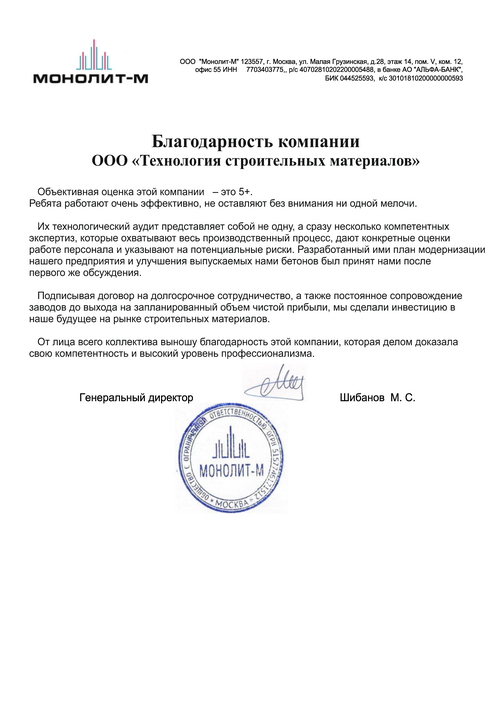 МОНОЛИТ-М
ООО "Монолит-М" 123557, г. Москва, ул. Малая Грузинская, д.28, этаж 14, пом. V, ком. 12,
офис 55 ИНН 7703403775,, р/с 40702810202200005488, в банке АО "АЛЬФА-БАНК",
БИК 044525593, к/с 30101810200000000593
Благодарность компании
ООО «Технология строительных материалов»
Объективная оценка этой компании – это 5+.
Ребята работают очень эффективно, не оставляют без внимания ни одной мелочи.
Их технологический аудит представляет собой не одну, а сразу несколько компетентных
экспертиз, которые охватывают весь производственный процесс, дают конкретные оценки
работе персонала и указывают на потенциальные риски. Разработанный ими план модернизации
нашего предприятия и улучшения выпускаемых нами бетонов был принят нами после
первого же обсуждения.
Подписывая договор на долгосрочное сотрудничество, а также постоянное сопровождение
заводов до выхода на запланированный объем чистой прибыли, мы сделали инвестицию в
наше будущее на рынке строительных материалов.
От лица всего коллектива выношу благодарность этой компании, которая делом доказала
свою компетентность и высокий уровень профессионализма.
Генеральный директор Шибанов М. С.
ОБЩЕСТВО С ОГРАНИЧЕННОЙ ОТВЕТСТВЕННОСТЬЮ ОГРН
МОНОЛИТ-М
МОСКВА